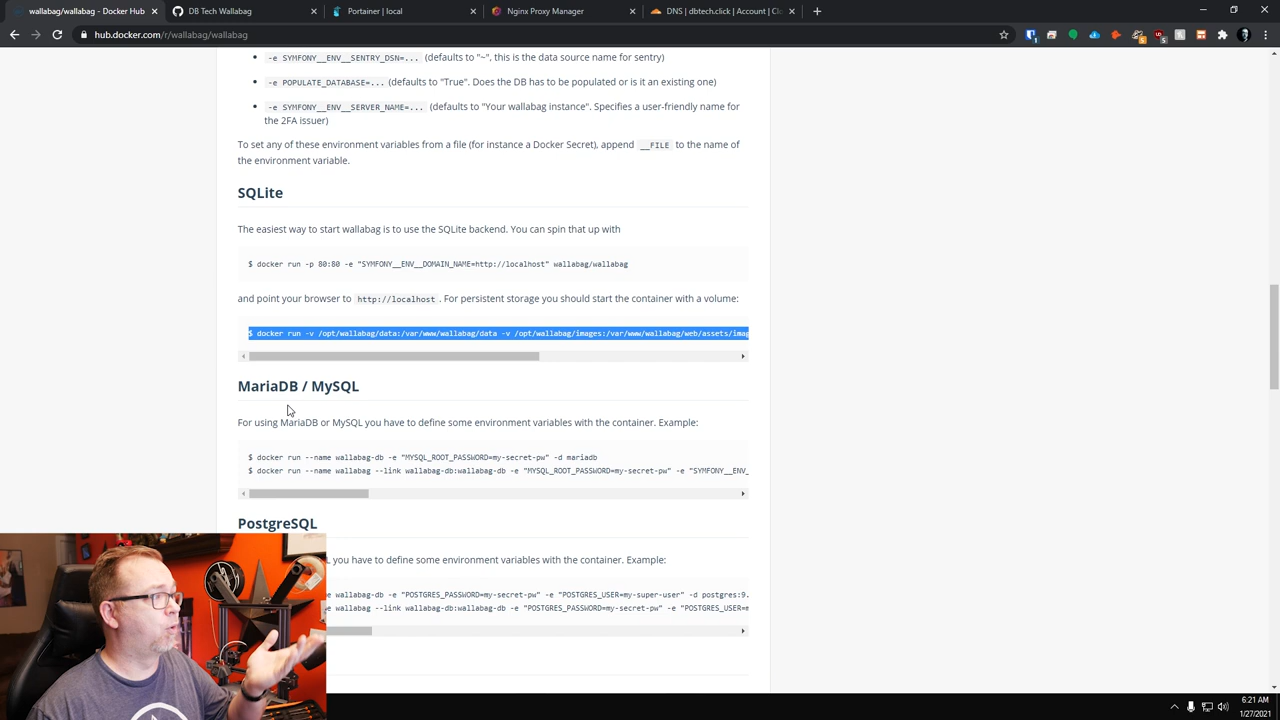 wallabag/wallabag - Docker Hub
DB Tech Wallabag
Portainer | local
Nginx Proxy Manager
DNS | dbtech.click | Account | Clo
hub.docker.com/r/wallabag/wallabag
-e SYMFONY__ENV__SENTRY_DSN=... (defaults to "~", this is the data source name for sentry)
-e POPULATE_DATABASE=... (defaults to "True". Does the DB has to be populated or is it an existing one)
-e SYMFONY__ENV__SERVER_NAME=... (defaults to "Your wallabag instance". Specifies a user-friendly name for
the 2FA issuer)
To set any of these environment variables from a file (for instance a Docker Secret), append __FILE to the name of
the environment variable.
SQLite
The easiest way to start wallabag is to use the SQLite backend. You can spin that up with
$ docker run -p 80:80 -e "SYMFONY__ENV__DOMAIN_NAME=http://localhost" wallabag/wallabag
and point your browser to http://localhost . For persistent storage you should start the container with a volume:
$ docker run -v /opt/wallabag/data:/var/www/wallabag/data -v /opt/wallabag/images:/var/www/wallabag/web/assets/imag
MariaDB / MySQL
For using MariaDB or MySQL you have to define some environment variables with the container. Example:
$ docker run --name wallabag-db -e "MYSQL_ROOT_PASSWORD=my-secret-pw" -d mariadb
$ docker run --name wallabag --link wallabag-db:wallabag-db -e "MYSQL_ROOT_PASSWORD=my-secret-pw" -e "SYMFONY__ENV_
PostgreSQL
you have to define some environment variables with the container. Example:
wallabag-db -e "POSTGRES_PASSWORD=my-secret-pw" -e "POSTGRES_USER=my-super-user" -d postgres:9.
wallabag --link wallabag-db:wallabag-db -e "POSTGRES_PASSWORD=my-secret-pw" -e "POSTGRES_USER=m
6:21 AM
1/27/2021